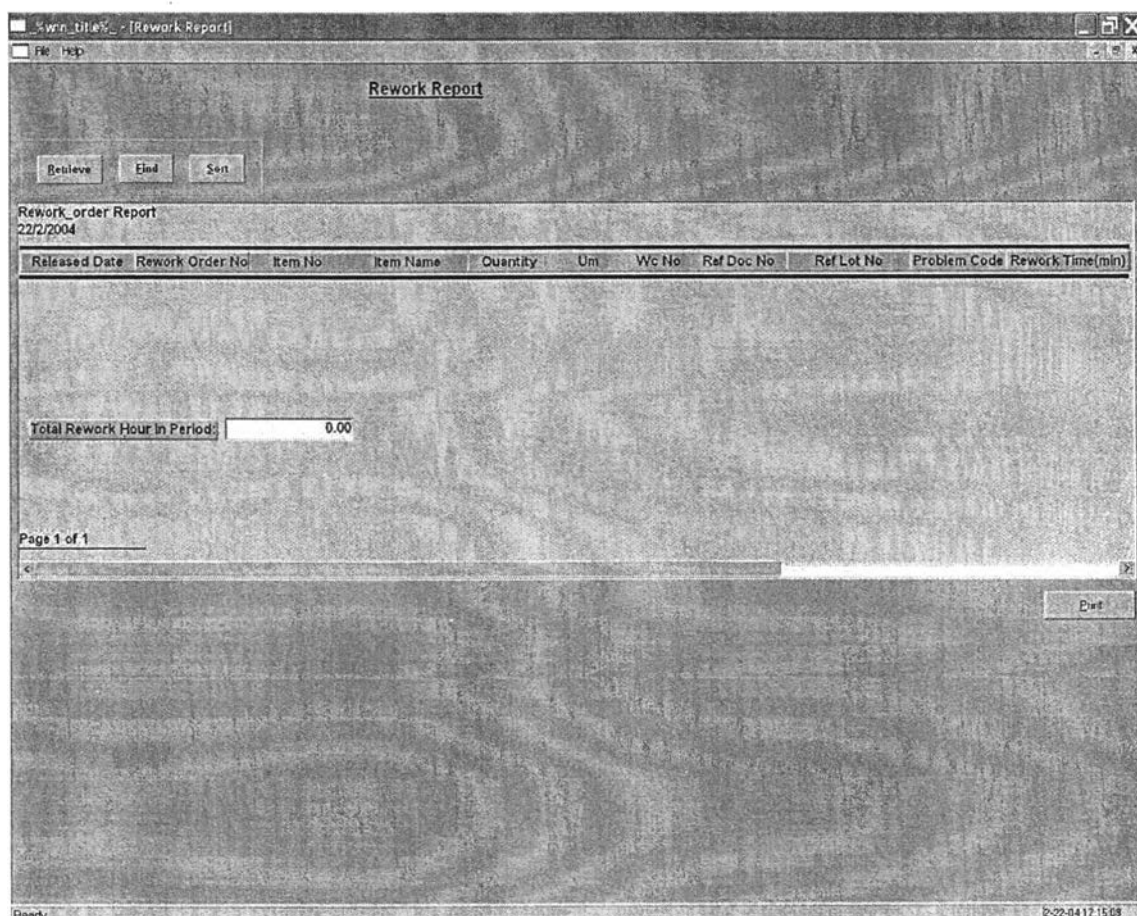 _%win_title%_ - [Rework Report]
File Help
Rework Report
Retrieve Find Sort
Rework_order Report
22/2/2004
Released Date Rework Order No Item No Item Name Quantity Um Wc No Ref Doc No Ref Lot No Problem Code Rework Time(min)
Total Rework Hour In Period: 0.00
Page 1 of 1
Print
Ready 2-22-04 12:15:09